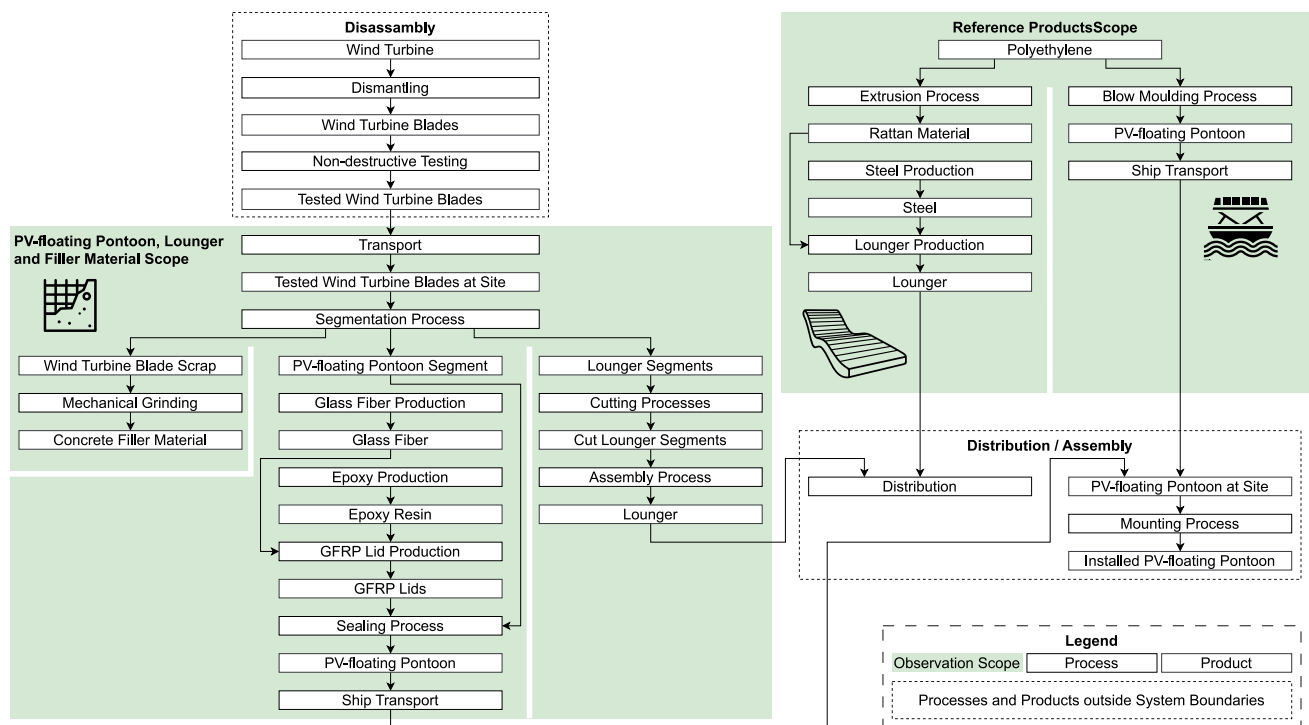 Disassembly
Wind Turbine
Dismantling
Wind Turbine Blades
Non-destructive Testing
Tested Wind Turbine Blades
PV-floating Pontoon, Lounger
and Filler Material Scope
Transport
Tested Wind Turbine Blades at Site
Segmentation Process
Wind Turbine Blade Scrap
Mechanical Grinding
Concrete Filler Material
PV-floating Pontoon Segment
Glass Fiber Production
Glass Fiber
Epoxy Production
Epoxy Resin
GFRP Lid Production
GFRP Lids
Sealing Process
PV-floating Pontoon
Ship Transport
Lounger Segments
Cutting Processes
Cut Lounger Segments
Assembly Process
Lounger
Reference ProductsScope
Polyethylene
Extrusion Process
Rattan Material
Steel Production
Steel
Lounger Production
Lounger
Blow Moulding Process
PV-floating Pontoon
Ship Transport
Distribution / Assembly
Distribution
PV-floating Pontoon at Site
Mounting Process
Installed PV-floating Pontoon
Legend
Observation Scope
Process
Product
Processes and Products outside System Boundaries